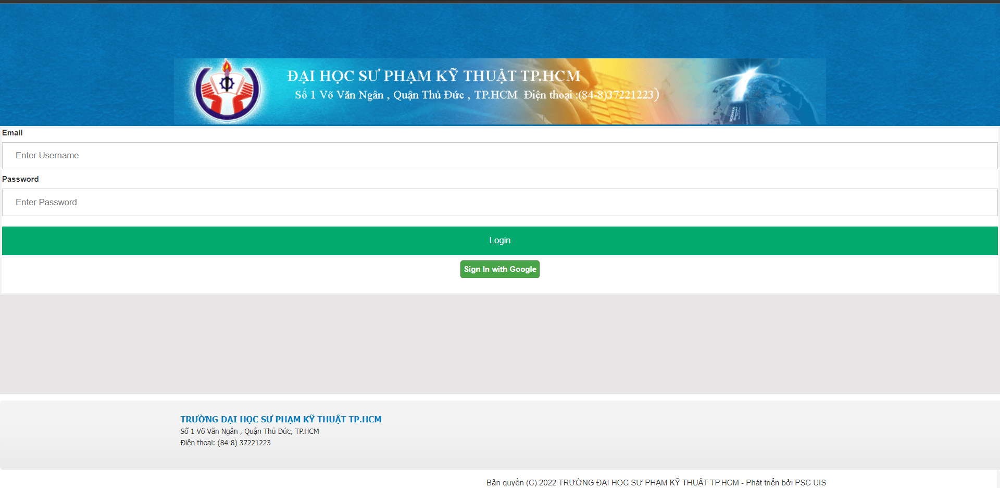 ĐẠI HỌC SƯ PHẠM KỸ THUẬT TP.HCM
Số 1 Võ Văn Ngân , Quận Thủ Đức , TP.HCM Điện thoại :(84-8)37221223)
Email
Enter Username
Password
Enter Password
Login
Sign In with Google
TRƯỜNG ĐẠI HỌC SƯ PHẠM KỸ THUẬT TP.HCM
Số 1 Võ Văn Ngân , Quận Thủ Đức, TP.HCM
Điện thoại: (84-8) 37221223
Bản quyền (C) 2022 TRƯỜNG ĐẠI HỌC SƯ PHẠM KỸ THUẬT TP.HCM - Phát triển bởi PSC UIS